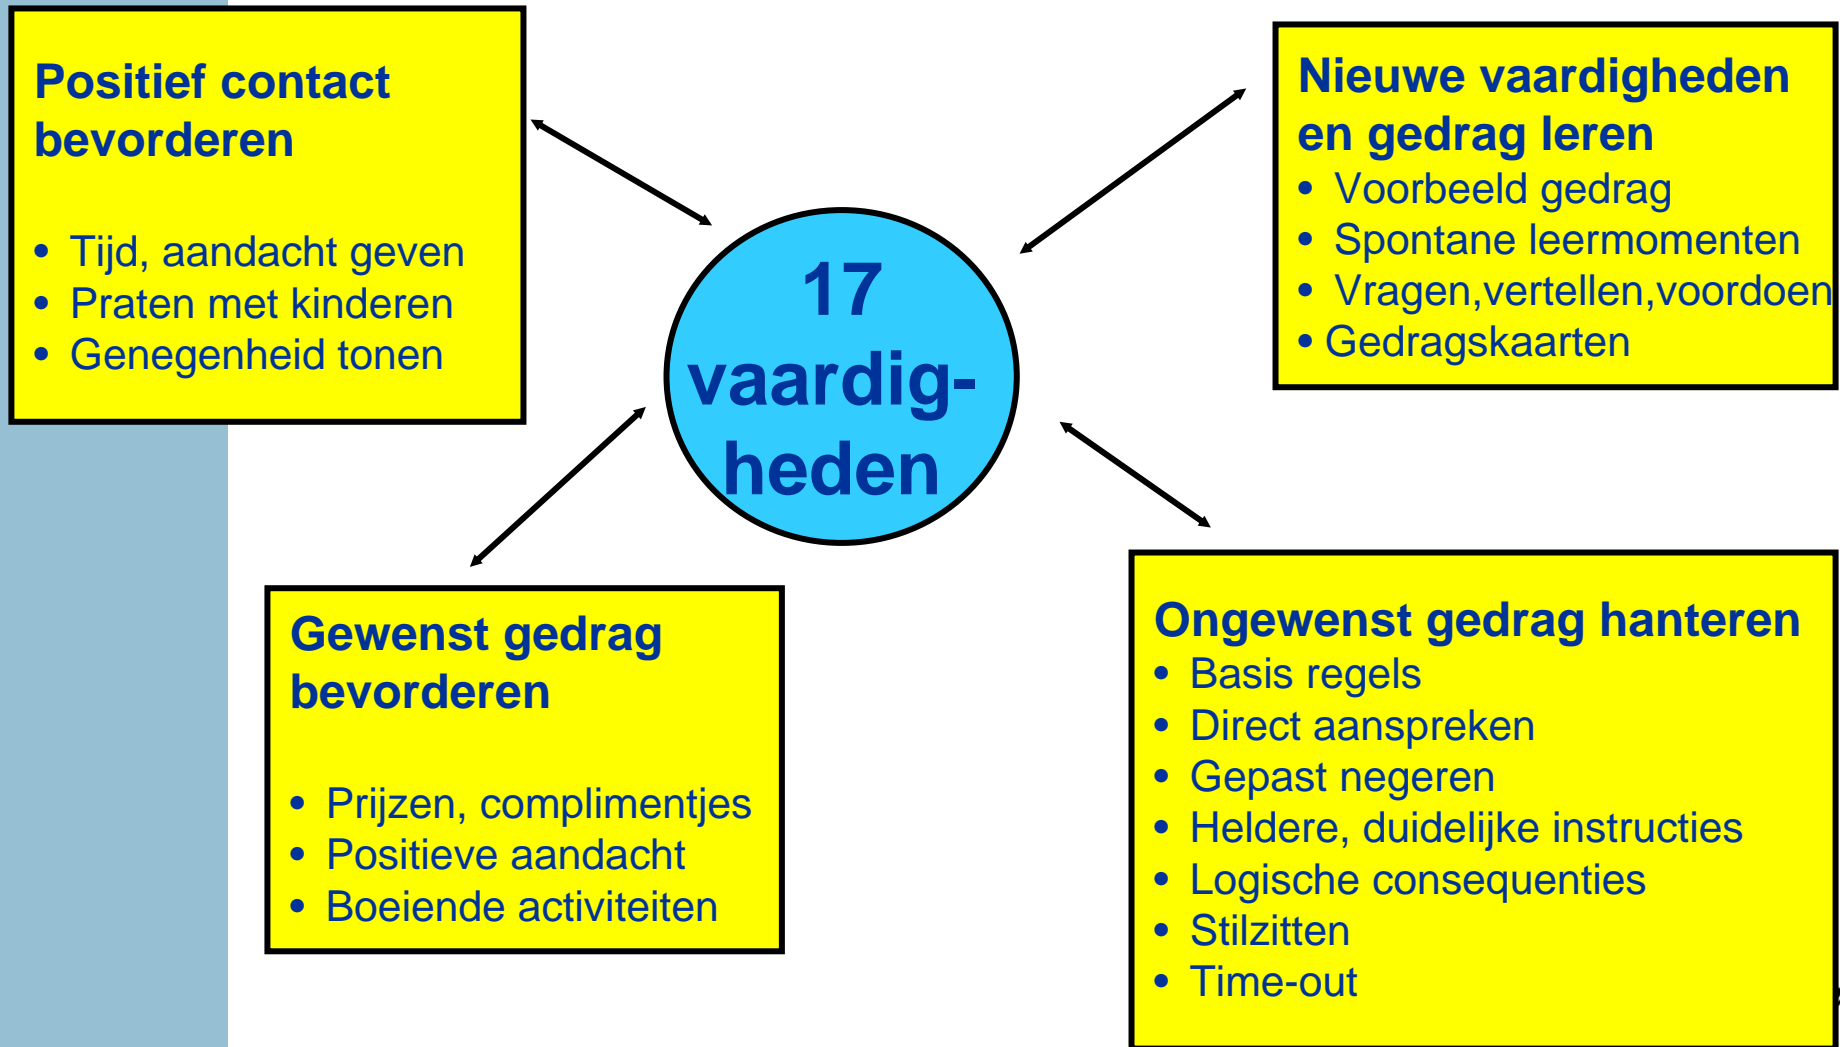 Positief contact
bevorderen
• Tijd, aandacht geven
• Praten met kinderen
• Genegenheid tonen
Nieuwe vaardigheden
en gedrag leren
• Voorbeeld gedrag
• Spontane leermomenten
• Vragen,vertellen,voordoen
• Gedragskaarten
17
vaardig-
heden
Gewenst gedrag
bevorderen
• Prijzen, complimentjes
• Positieve aandacht
• Boeiende activiteiten
Ongewenst gedrag hanteren
• Basis regels
• Direct aanspreken
• Gepast negeren
• Heldere, duidelijke instructies
• Logische consequenties
• Stilzitten
• Time-out